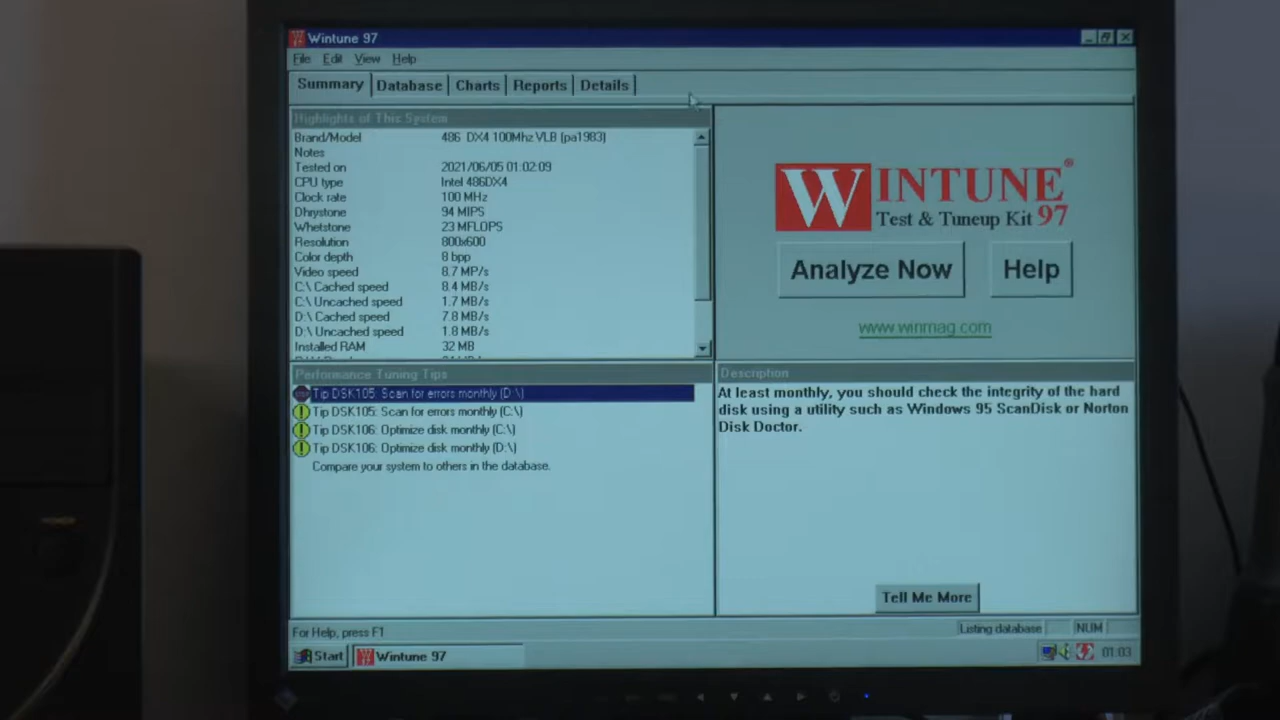 Wintune 97
File Edit View Help
Summary Database Charts Reports Details
Highlights of This System
Brand/Model 486 DX4 100Mhz VLB (pa1983)
Notes
Tested on 2021/06/05 01:02:09
CPU type Intel 486DX4
Clock rate 100 MHz
Dhrystone 94 MIPS
Whetstone 23 MFLOPS
Resolution 800x600
Color depth 8 bpp
Video speed 8.7 MP/s
C:\ Cached speed 8.4 MB/s
C:\ Uncached speed 1.7 MB/s
D:\ Cached speed 7.8 MB/s
D:\ Uncached speed 1.8 MB/s
Installed RAM 32 MB
WINTUNE®
Test & Tuneup Kit 97
Analyze Now Help
www.winmag.com
Performance Tuning Tips
Tip DSK105: Scan for errors monthly (D:\)
Tip DSK105: Scan for errors monthly (C:\)
Tip DSK106: Optimize disk monthly (C:\)
Tip DSK106: Optimize disk monthly (D:\)
Compare your system to others in the database.
Description
At least monthly, you should check the integrity of the hard
disk using a utility such as Windows 95 ScanDisk or Norton
Disk Doctor.
Tell Me More
For Help, press F1
Listing database NUM
Start Wintune 97 01:03
POWER